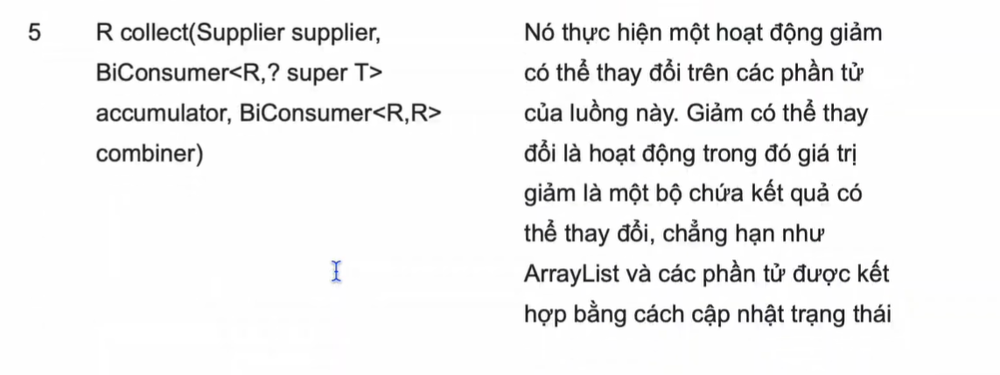 5 R collect(Supplier supplier, Nó thực hiện một hoạt động giảm
BiConsumer<R,? super T> có thể thay đổi trên các phần tử
accumulator, BiConsumer<R,R> của luồng này. Giảm có thể thay
combiner) đổi là hoạt động trong đó giá trị
giảm là một bộ chứa kết quả có
thể thay đổi, chẳng hạn như
ArrayList và các phần tử được kết
hợp bằng cách cập nhật trạng thái